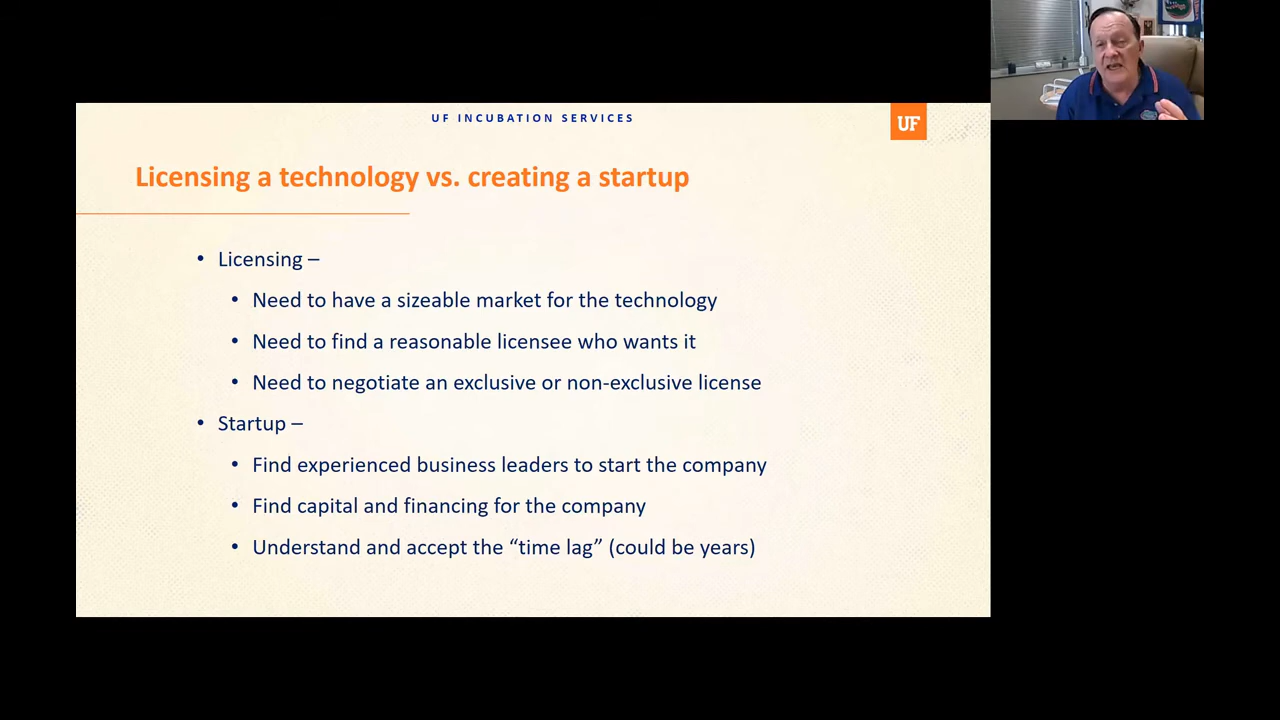 UF INCUBATION SERVICES
UF
Licensing a technology vs. creating a startup
• Licensing –
• Need to have a sizeable market for the technology
• Need to find a reasonable licensee who wants it
• Need to negotiate an exclusive or non-exclusive license
• Startup –
• Find experienced business leaders to start the company
• Find capital and financing for the company
• Understand and accept the “time lag” (could be years)